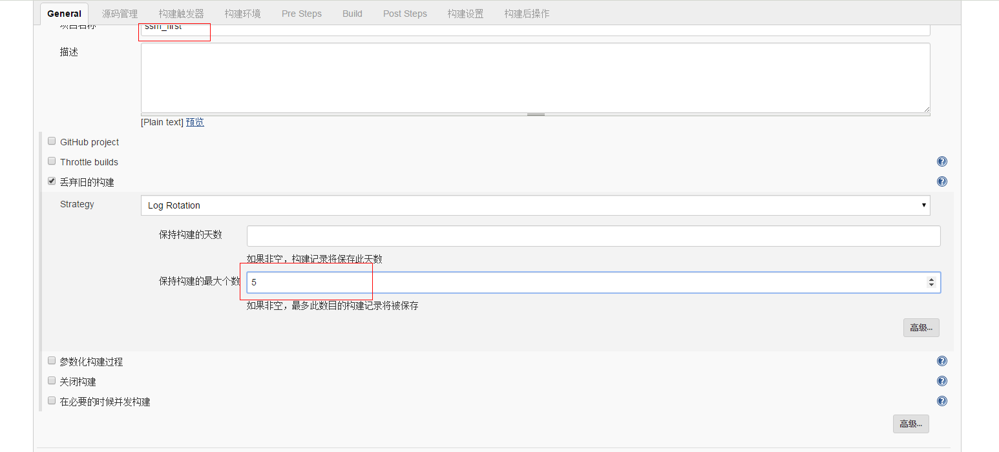 General 源码管理 构建触发器 构建环境 Pre Steps Build Post Steps 构建设置 构建后操作
项目名称 ssm_first
描述
[Plain text] 预览
GitHub project
Throttle builds
丢弃旧的构建
Strategy Log Rotation
保持构建的天数
如果非空，构建记录将保存此天数
保持构建的最大个数 5
如果非空，最多此数目的构建记录将被保存
高级...
参数化构建过程
关闭构建
在必要的时候并发构建
高级...